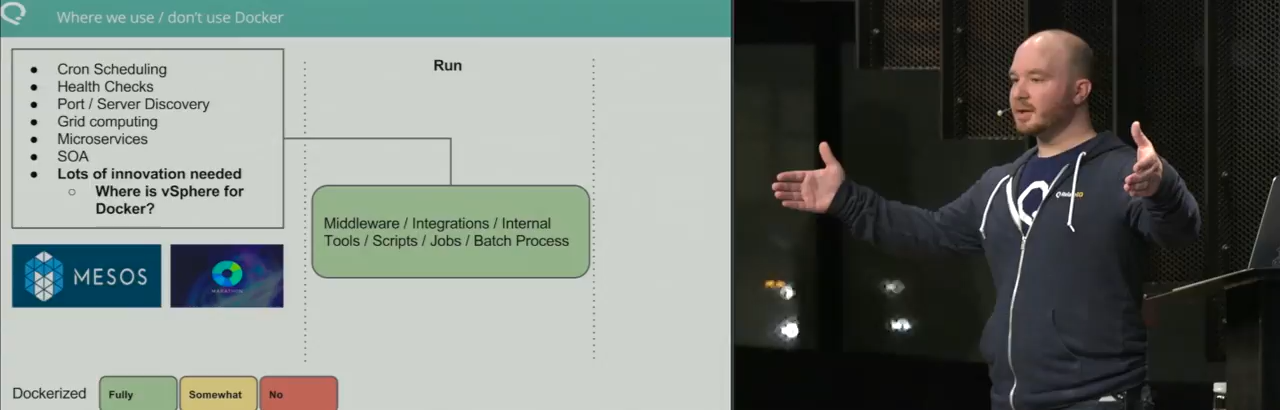 Where we use / don't use Docker
Cron Scheduling
Health Checks
Port / Server Discovery
Grid computing
Microservices
SOA
Lots of innovation needed
Where is vSphere for
Docker?
Run
Middleware / Integrations / Internal
Tools / Scripts / Jobs / Batch Process
MESOS
MARATHON
Dockerized
Fully
Somewhat
No